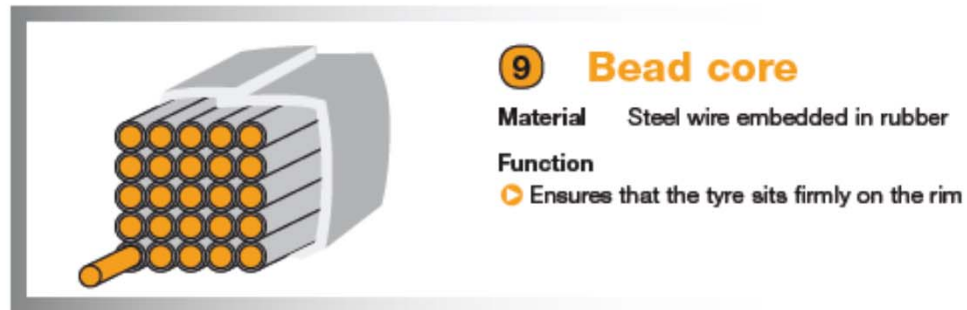 9 Bead core
Material Steel wire embedded in rubber
Function
Ensures that the tyre sits firmly on the rim